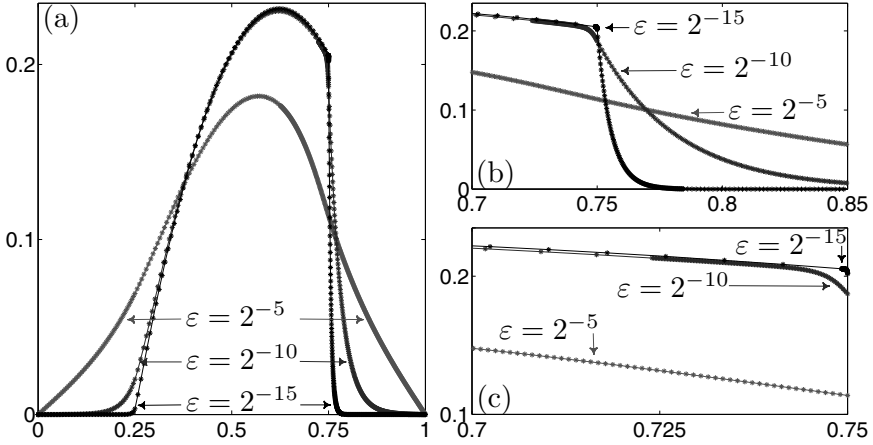 (a)
0.2
0.1
0
ε = 2⁻⁵
ε = 2⁻¹⁰
ε = 2⁻¹⁵
0 0.25 0.5 0.75 1
0.2
0.1
0
ε = 2⁻¹⁵
ε = 2⁻¹⁰
ε = 2⁻⁵
(b)
0.7 0.75 0.8 0.85
0.2
0.1
ε = 2⁻¹⁵
ε = 2⁻¹⁰
ε = 2⁻⁵
(c)
0.7 0.725 0.75